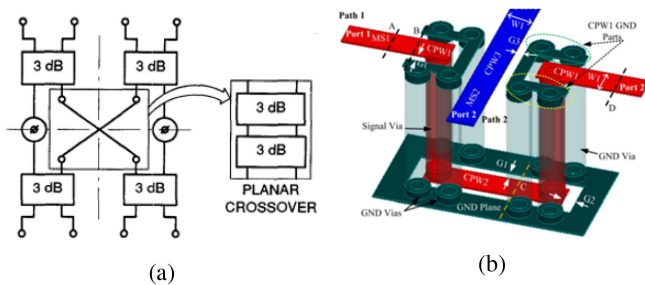 3 dB
3 dB
3 dB
3 dB
ø
ø
3 dB
3 dB
PLANAR
CROSSOVER
(a)
Path 1
Port 1
MS1
A
B
CPW1
G1
W1
G3
CPW3
MS2
Port 2
Path 2
CPW1 GND
Parts
CPW1
W1
Port 2
D
Signal Via
GND Via
G1
CPW2
C
G2
GND Vias
GND Plane
(b)